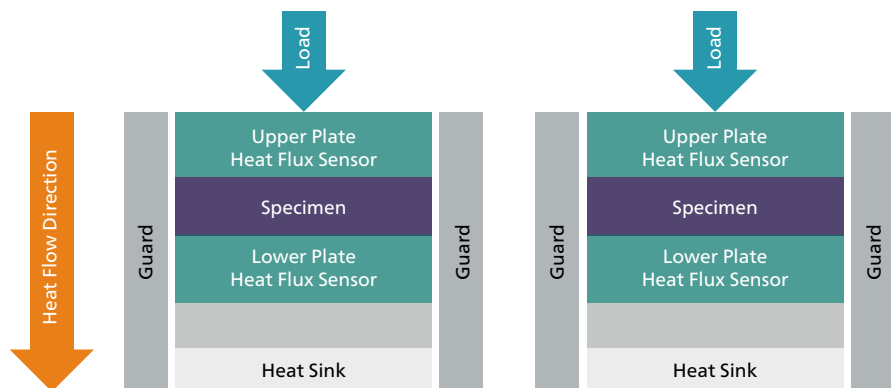 Load
Load
Heat Flow Direction
Guard
Upper Plate
Heat Flux Sensor
Specimen
Lower Plate
Heat Flux Sensor
Heat Sink
Guard
Guard
Upper Plate
Heat Flux Sensor
Specimen
Lower Plate
Heat Flux Sensor
Heat Sink
Guard